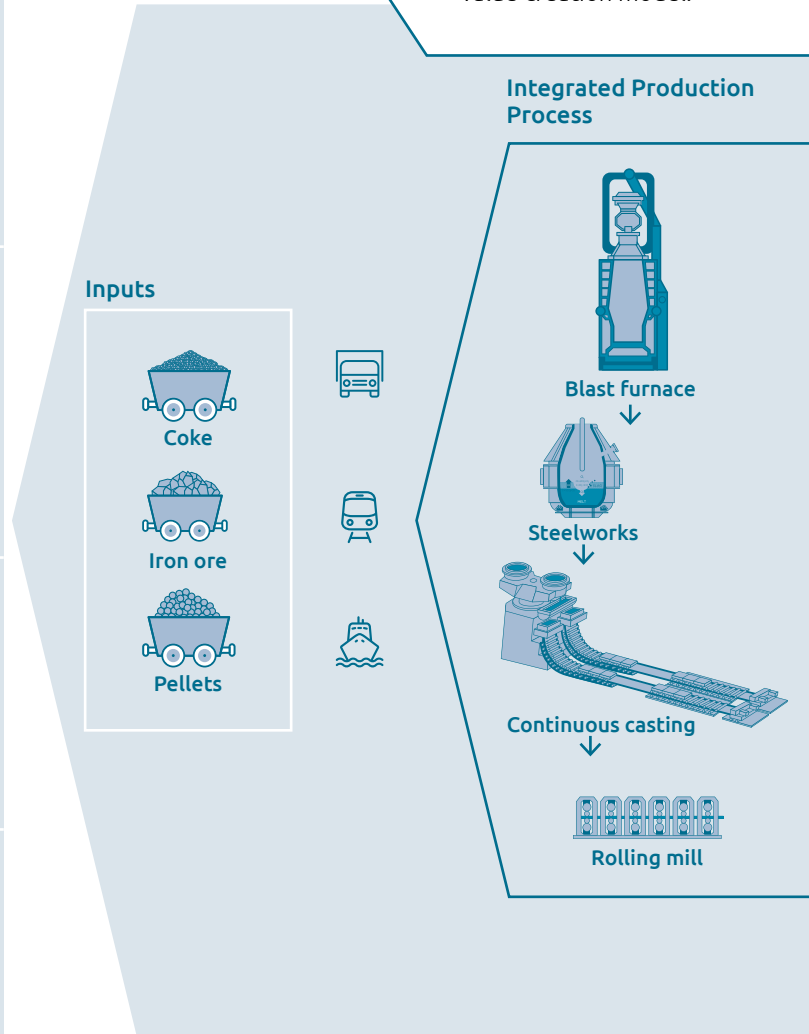 Integrated Production
Process
Inputs
Coke
Iron ore
Pellets
Blast furnace
Steelworks
Continuous casting
Rolling mill